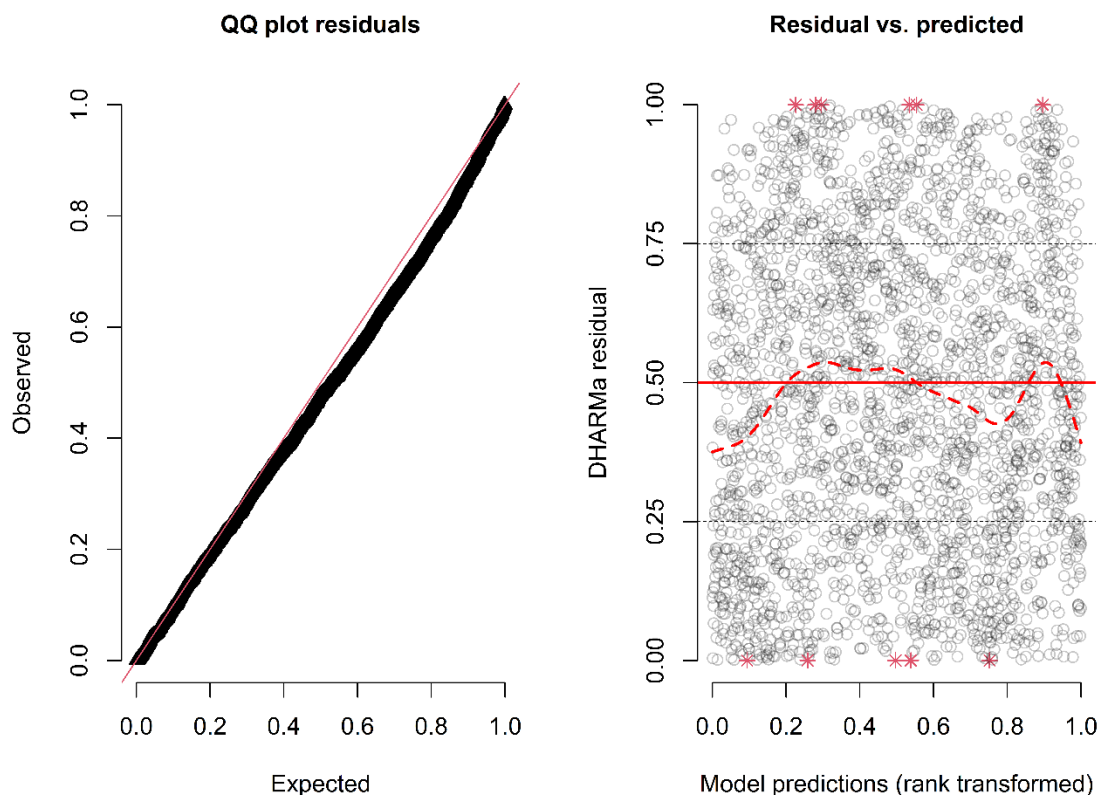 QQ plot residuals
Observed
1.0
0.8
0.6
0.4
0.2
0.0
0.0 0.2 0.4 0.6 0.8 1.0
Expected
Residual vs. predicted
DHARMa residual
1.00
0.75
0.50
0.25
0.00
0.0 0.2 0.4 0.6 0.8 1.0
Model predictions (rank transformed)